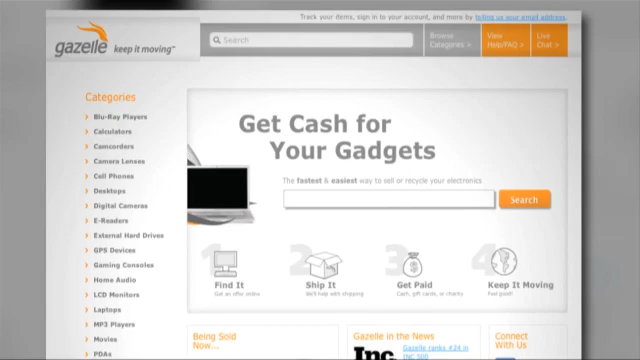 Track your items, sign in to your account, and more by telling us your email address.
gazelle keep it moving™
Search
Browse Categories >
View Help/FAQ >
Live Chat >
Categories
Blu-Ray Players
Calculators
Camcorders
Camera Lenses
Cell Phones
Desktops
Digital Cameras
E-Readers
External Hard Drives
GPS Devices
Gaming Consoles
Home Audio
LCD Monitors
Laptops
MP3 Players
Movies
PDAs
Get Cash for
Your Gadgets
The fastest & easiest way to sell or recycle your electronics
Search
1
Find It
Get an offer online
2
Ship It
We'll help with shipping
3
Get Paid
Cash, gift cards, or charity
4
Keep It Moving
Feel good!
Being Sold
Now...
Gazelle in the News
Inc.
Gazelle ranks #24 in
INC 500
Connect
With Us